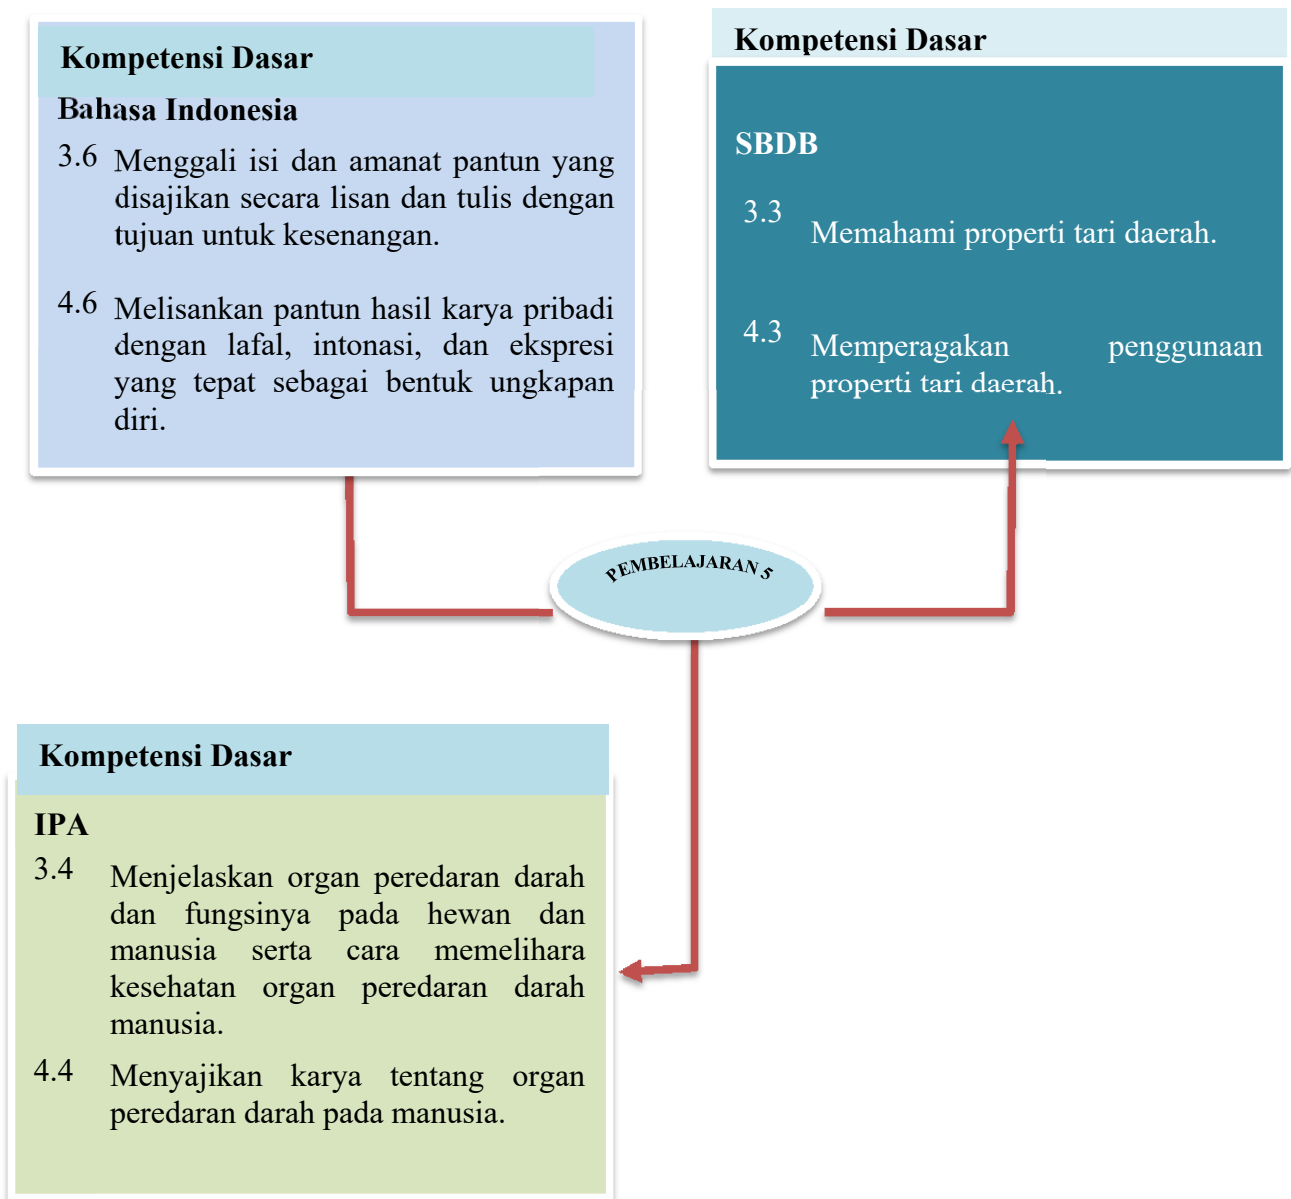 Kompetensi Dasar
Bahasa Indonesia
3.6 Menggali isi dan amanat pantun yang
disajikan secara lisan dan tulis dengan
tujuan untuk kesenangan.
4.6 Melisankan pantun hasil karya pribadi
dengan lafal, intonasi, dan ekspresi
yang tepat sebagai bentuk ungkapan
diri.
Kompetensi Dasar
SBDB
3.3 Memahami properti tari daerah.
4.3 Memperagakan penggunaan
properti tari daerah.
PEMBELAJARAN 5
Kompetensi Dasar
IPA
3.4 Menjelaskan organ peredaran darah
dan fungsinya pada hewan dan
manusia serta cara memelihara
kesehatan organ peredaran darah
manusia.
4.4 Menyajikan karya tentang organ
peredaran darah pada manusia.